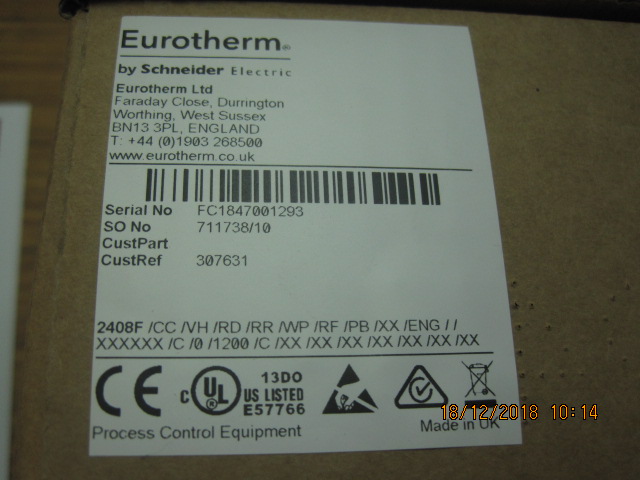 Eurotherm®
by Schneider Electric
Eurotherm Ltd
Faraday Close, Durrington
Worthing, West Sussex
BN13 3PL, ENGLAND
T: +44 (0)1903 268500
www.eurotherm.co.uk
Serial No FC1847001293
SO No 711738/10
CustPart
CustRef 307631
2408F /CC /VH /RD /RR /WP /RF /PB /XX /ENG / /
XXXXXX /C /0 /1200 /C /XX /XX /XX /XX /XX /XX /XX
CE
C UL US LISTED
13DO
E57766
Process Control Equipment
Made in UK
18/12/2018 10:14